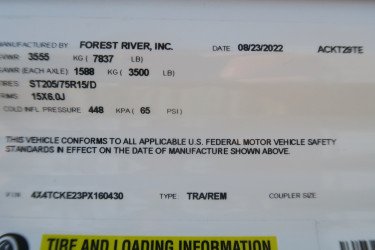 MANUFACTURED BY FOREST RIVER, INC. DATE 08/23/2022
GVWR 3555 KG ( 7837 LB)
GAWR (EACH AXLE) 1588 KG ( 3500 LB)
TIRES ST205/75R15/D
RIMS 15X6.0J
COLD INFL PRESSURE 448 KPA ( 65 PSI)
THIS VEHICLE CONFORMS TO ALL APPLICABLE U.S. FEDERAL MOTOR VEHICLE SAFETY
STANDARDS IN EFFECT ON THE DATE OF MANUFACTURE SHOWN ABOVE.
4X4TCKE23PX160430 TYPE: TRA/REM COUPLER SIZE
TIRE AND LOADING INFORMATION